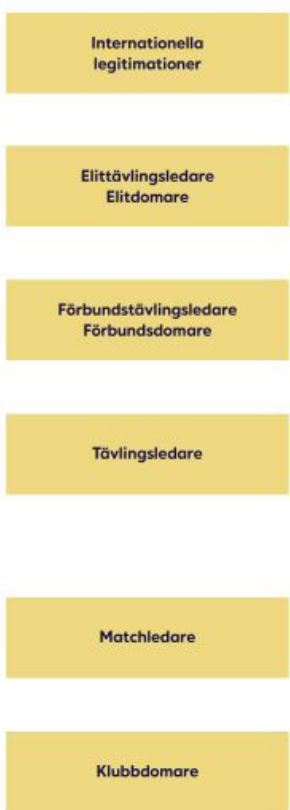 Internationella
legitimationer
Elittävlingsledare
Elitdomare
Förbundstävlingsledare
Förbundsdomare
Tävlingsledare
Matchledare
Klubbdomare